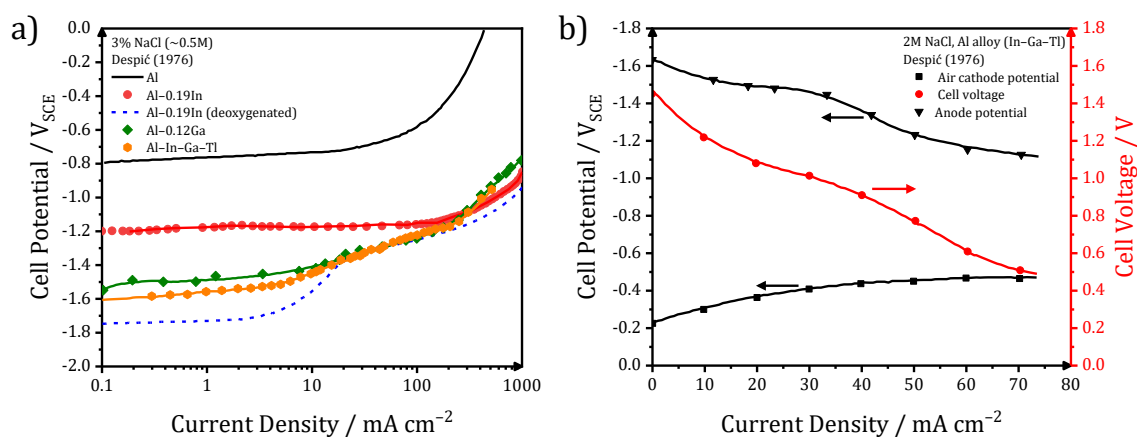 a)
3% NaCl (~0.5M)
Despić (1976)
Al
Al–0.19In
Al–0.19In (deoxygenated)
Al–0.12Ga
Al–In–Ga–Tl
0.0
-0.2
-0.4
-0.6
-0.8
-1.0
-1.2
-1.4
-1.6
-1.8
-2.0
Cell Potential / V_SCE
0.1
1
10
100
1000
Current Density / mA cm⁻²
b)
2M NaCl, Al alloy (In–Ga–Tl)
Despić (1976)
Air cathode potential
Cell voltage
Anode potential
-1.8
-1.6
-1.4
-1.2
-1.0
-0.8
-0.6
-0.4
-0.2
0.0
Cell Potential / V_SCE
1.8
1.6
1.4
1.2
1.0
0.8
0.6
0.4
0.2
0.0
Cell Voltage / V
0
10
20
30
40
50
60
70
80
Current Density / mA cm⁻²